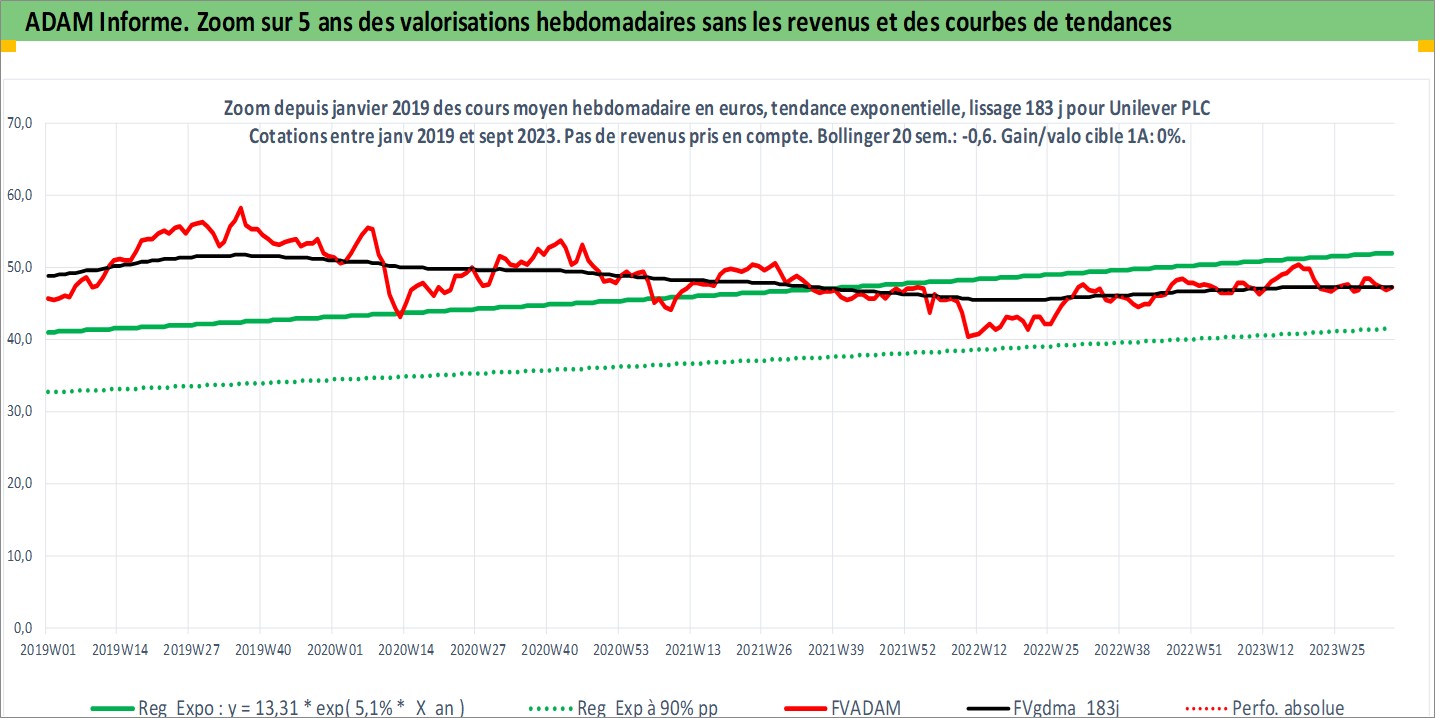 ADAM Informe. Zoom sur 5 ans des valorisations hebdomadaires sans les revenus et des courbes de tendances
Zoom depuis janvier 2019 des cours moyen hebdomadaire en euros, tendance exponentielle, lissage 183 j pour Unilever PLC
Cotations entre janv 2019 et sept 2023. Pas de revenus pris en compte. Bollinger 20 sem.: -0,6. Gain/valo cible 1A: 0%.
70,0
60,0
50,0
40,0
30,0
20,0
10,0
0,0
2019W01 2019W14 2019W27 2019W40 2020W01 2020W14 2020W27 2020W40 2020W53 2021W13 2021W26 2021W39 2021W52 2022W12 2022W25 2022W38 2022W51 2023W12 2023W25
Reg Expo : y = 13,31 * exp( 5,1% * X an ) Reg Exp à 90% pp FVADAM FVgdma 183j Perfo. absolue